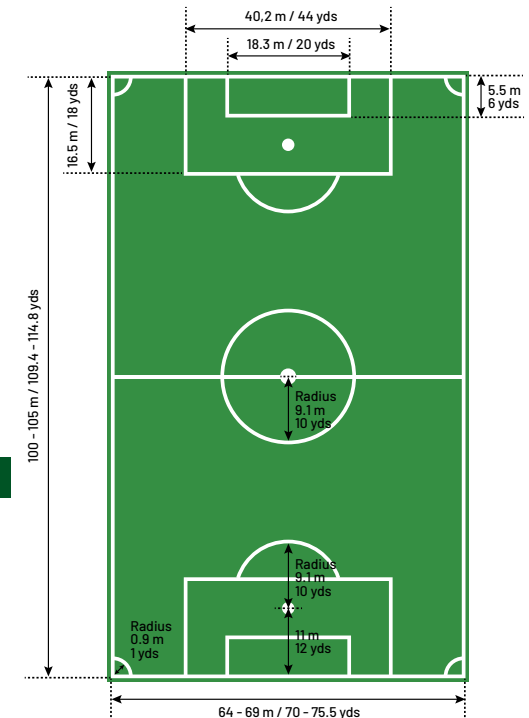 40,2 m / 44 yds
18.3 m / 20 yds
5.5 m
6 yds
16.5 m / 18 yds
100 - 105 m / 109.4 - 114.8 yds
Radius
9.1 m
10 yds
Radius
9.1 m
10 yds
11 m
12 yds
Radius
0.9 m
1 yds
64 - 69 m / 70 - 75.5 yds